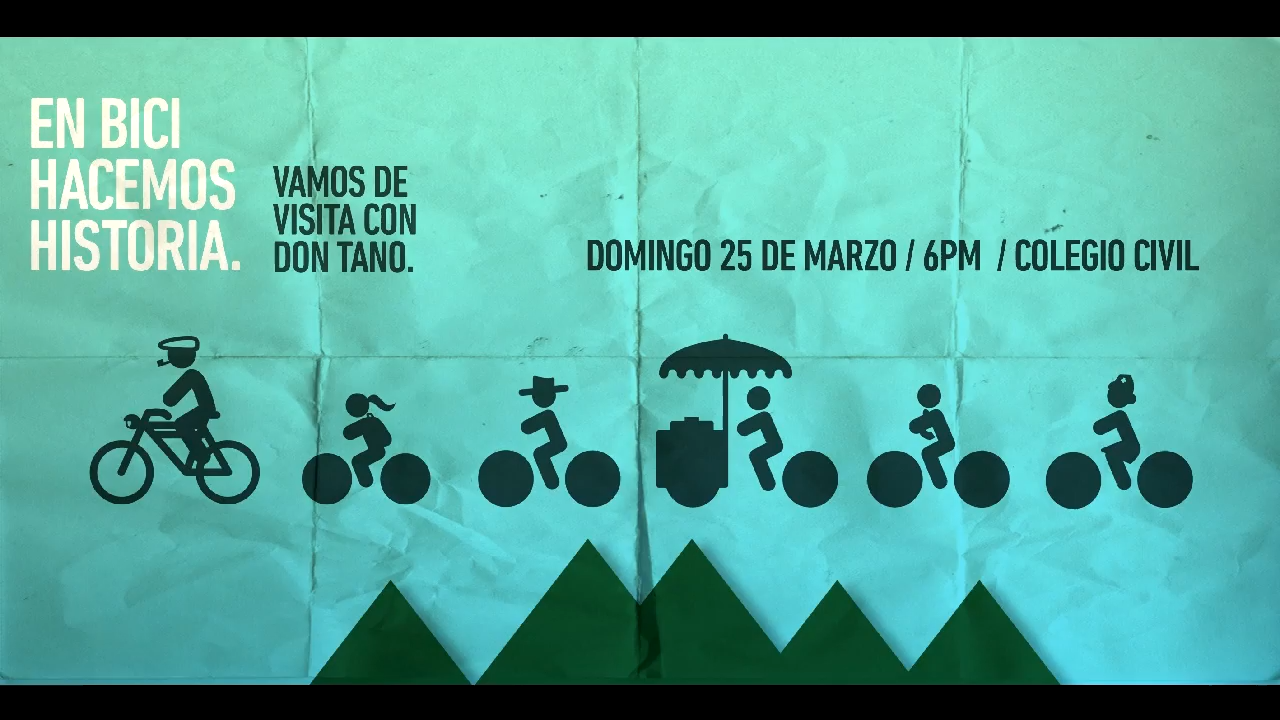 EN BICI
HACEMOS
HISTORIA.
VAMOS DE
VISITA CON
DON TANO.
DOMINGO 25 DE MARZO / 6PM / COLEGIO CIVIL